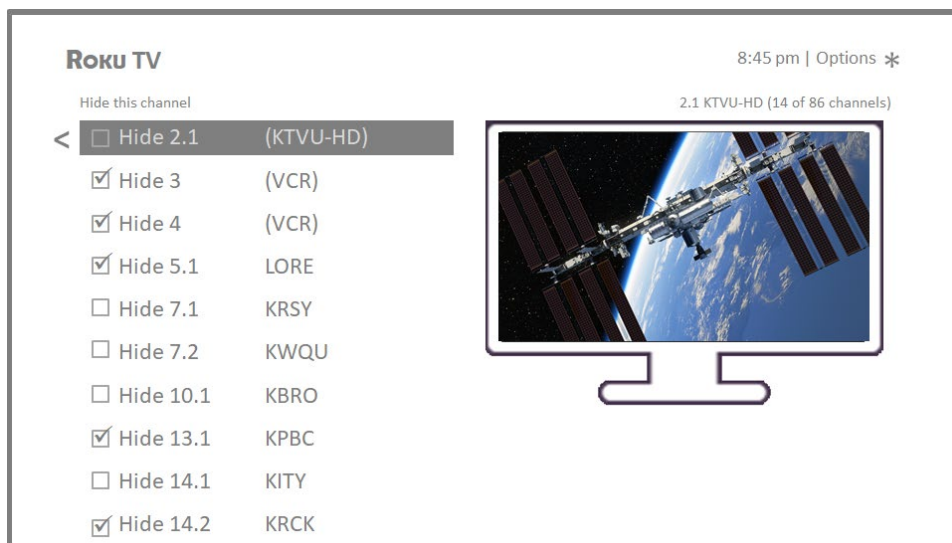 ROKU TV
8:45 pm | Options *
Hide this channel
2.1 KTVU-HD (14 of 86 channels)
< Hide 2.1 (KTVU-HD)
Hide 3 (VCR)
Hide 4 (VCR)
Hide 5.1 LORE
Hide 7.1 KRSY
Hide 7.2 KWQU
Hide 10.1 KBRO
Hide 13.1 KPBC
Hide 14.1 KITY
Hide 14.2 KRCK